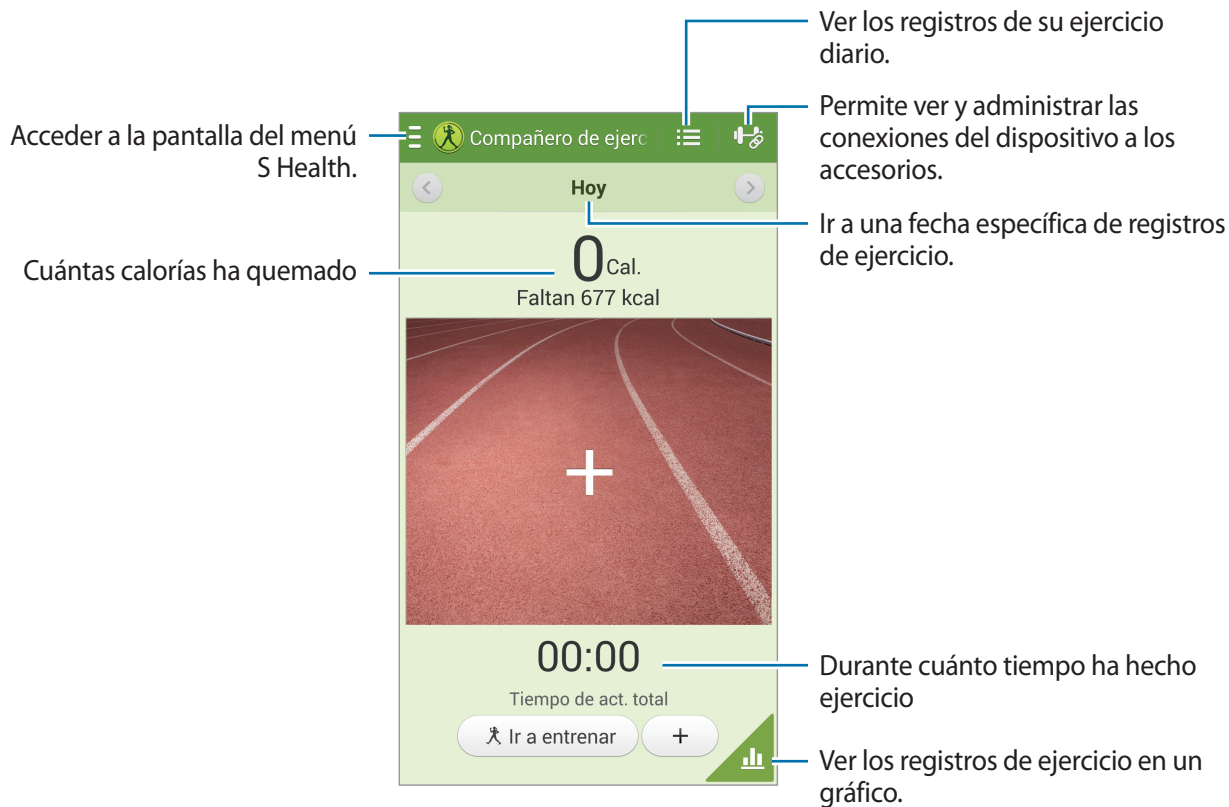 Ver los registros de su ejercicio
diario.
Permite ver y administrar las
conexiones del dispositivo a los
accesorios.
Acceder a la pantalla del menú
S Health.
Compañero de ejerc
Hoy
Ir a una fecha específica de registros
de ejercicio.
Cuántas calorías ha quemado
0 Cal.
Faltan 677 kcal
00:00
Durante cuánto tiempo ha hecho
ejercicio
Tiempo de act. total
Ir a entrenar
+
Ver los registros de ejercicio en un
gráfico.